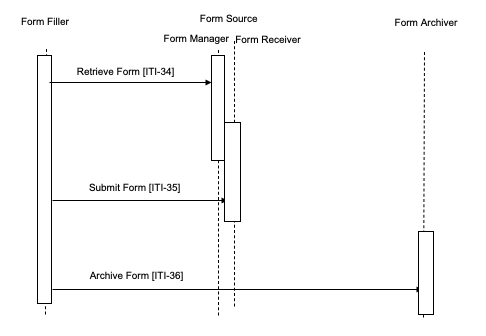 Form Filler
Form Source
Form Archiver
Form Manager
Form Receiver
Retrieve Form [ITI-34]
Submit Form [ITI-35]
Archive Form [ITI-36]